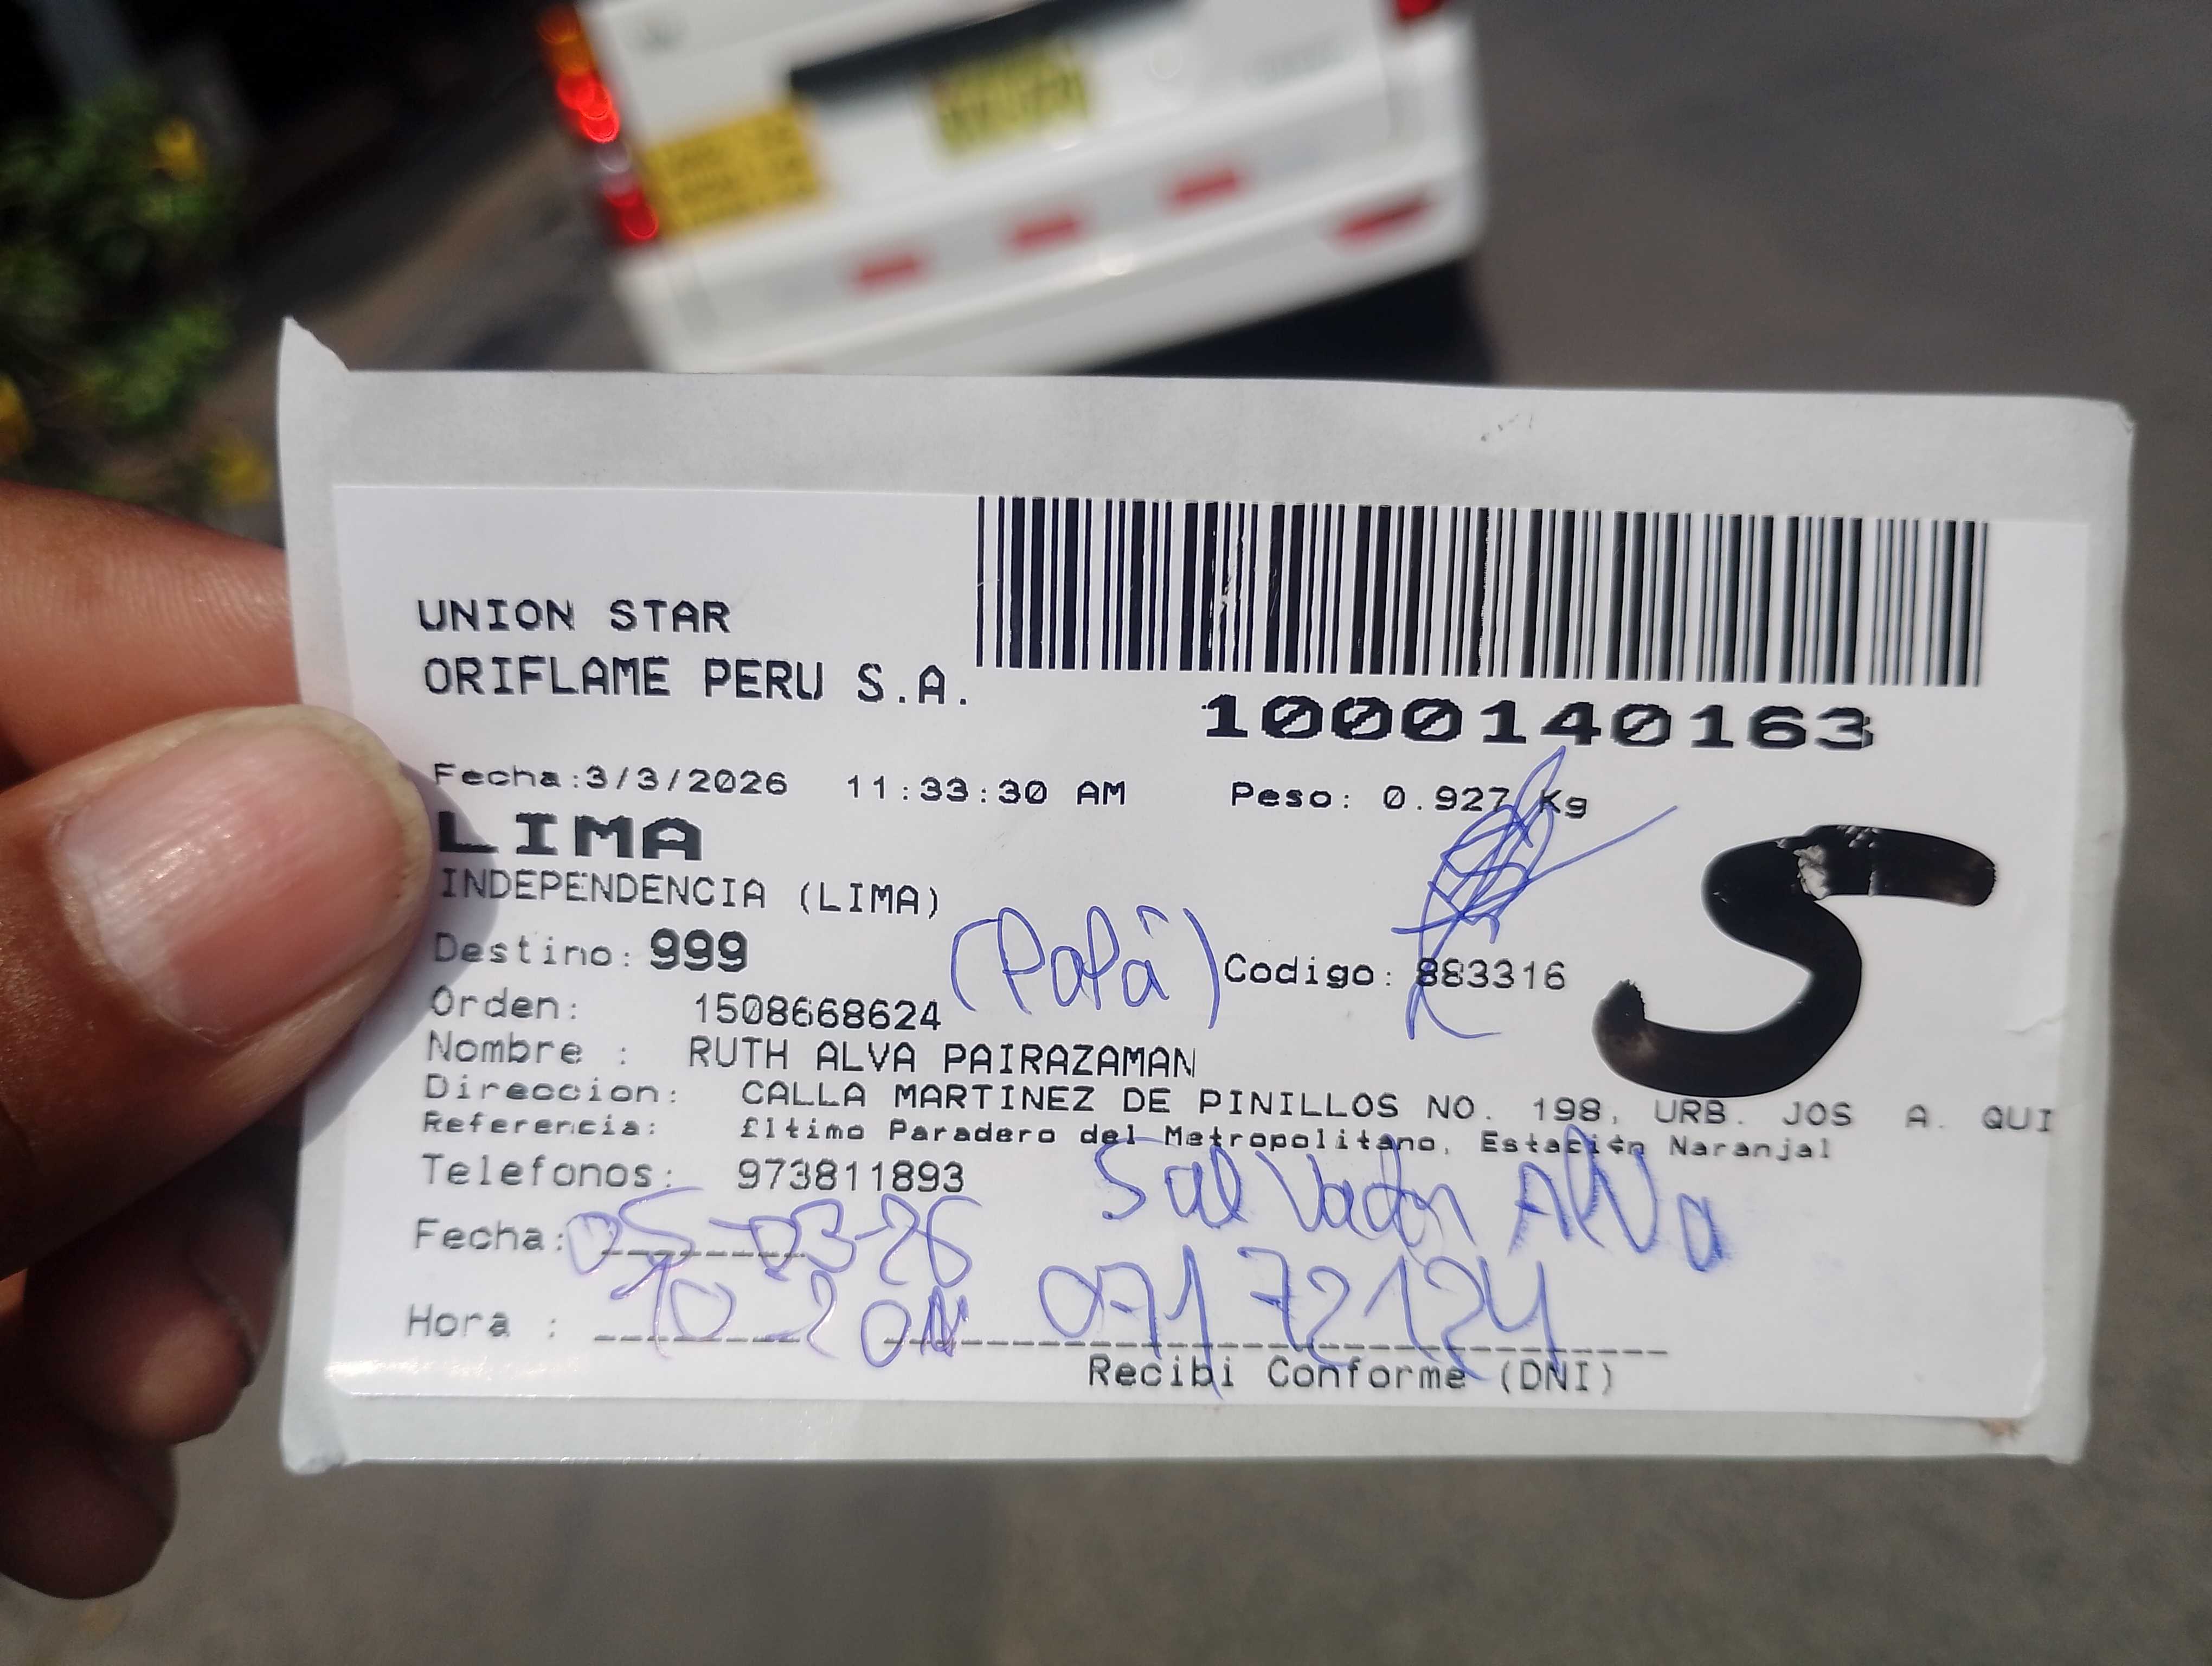 UNION STAR
ORIFLAME PERU S.A.
1000140163
Fecha:3/3/2026 11:33:30 AM Peso: 0.927 Kg
LIMA
INDEPENDENCIA (LIMA)
S
Destino: 999 (Papá) Codigo: 883316
Orden: 1508668624
Nombre : RUTH ALVA PAIRAZAMAN
Direccion: CALLA MARTINEZ DE PINILLOS NO. 198, URB. JOS A. QUI
Referencia: £ltimo Paradero del Metropolitano, Estaci¢n Naranjal
Telefonos: 973811893 Salvador Alva
Fecha: 05-03-26
Hora : 10 20 07172124
Recibi Conforme (DNI)